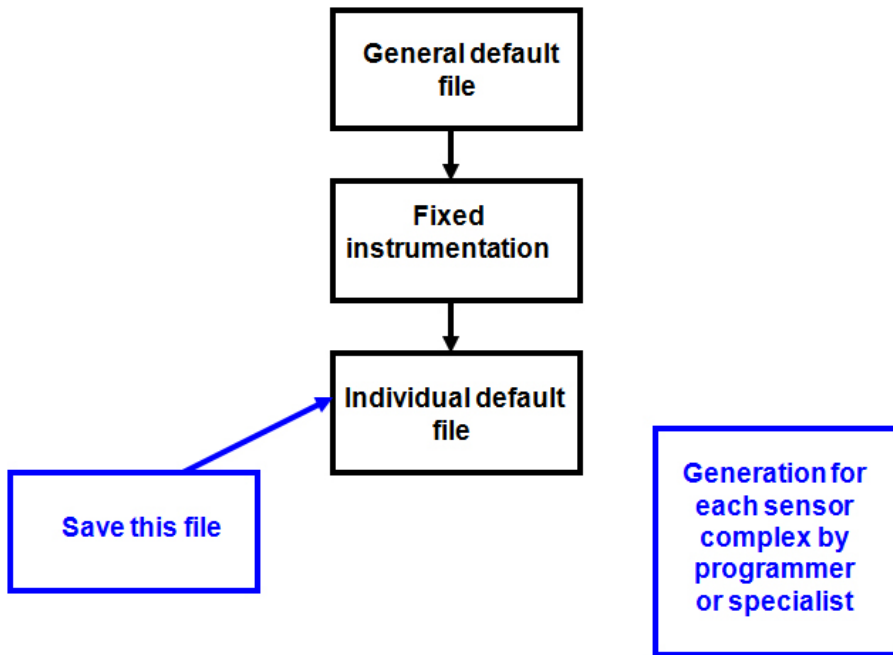 General default
file
Fixed
instrumentation
Individual default
file
Save this file
Generation for
each sensor
complex by
programmer
or specialist